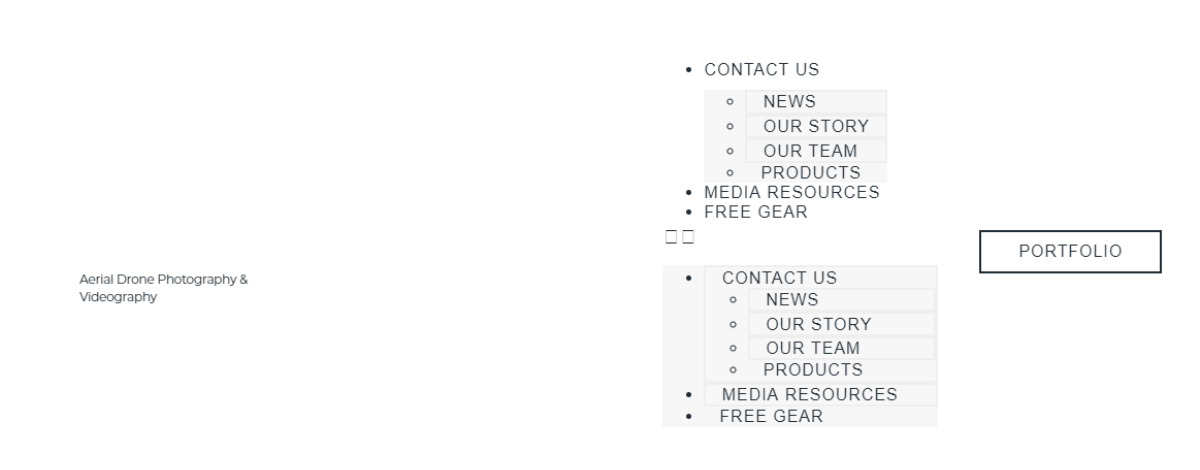 CONTACT US
NEWS
OUR STORY
OUR TEAM
PRODUCTS
MEDIA RESOURCES
FREE GEAR
PORTFOLIO
Aerial Drone Photography &
Videography
CONTACT US
NEWS
OUR STORY
OUR TEAM
PRODUCTS
MEDIA RESOURCES
FREE GEAR